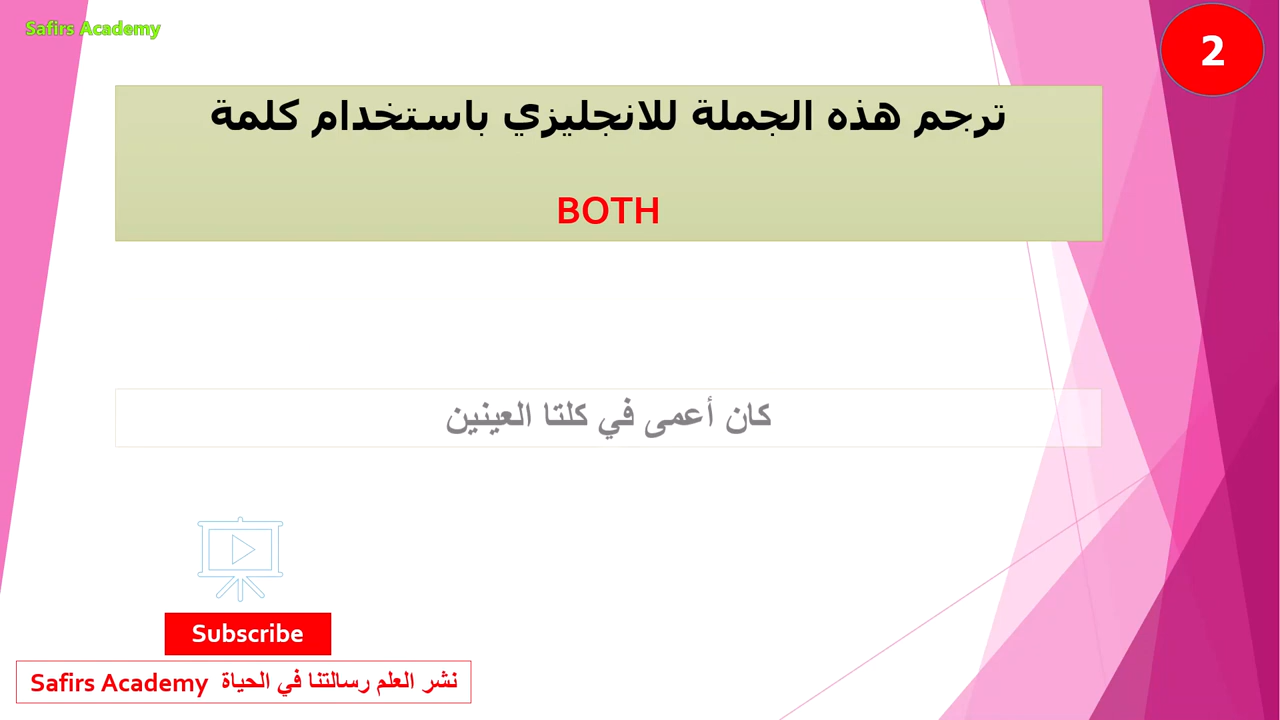 Safirs Academy
2
ترجم هذه الجملة للانجليزي باستخدام كلمة
BOTH
كان أعمى في كلتا العينين
Subscribe
نشر العلم رسالتنا في الحياة Safirs Academy